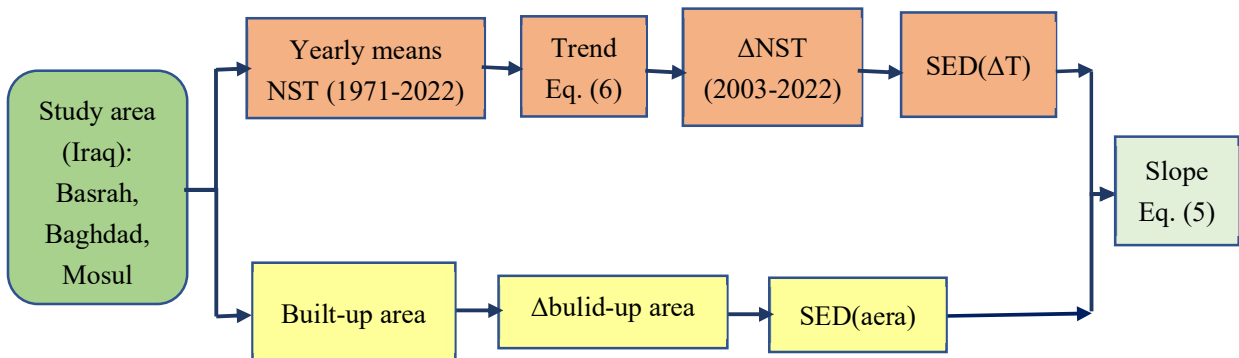 Study area
(Iraq):
Basrah,
Baghdad,
Mosul
Yearly means
NST (1971-2022)
Trend
Eq. (6)
ΔNST
(2003-2022)
SED(ΔT)
Built-up area
Δbulid-up area
SED(aera)
Slope
Eq. (5)